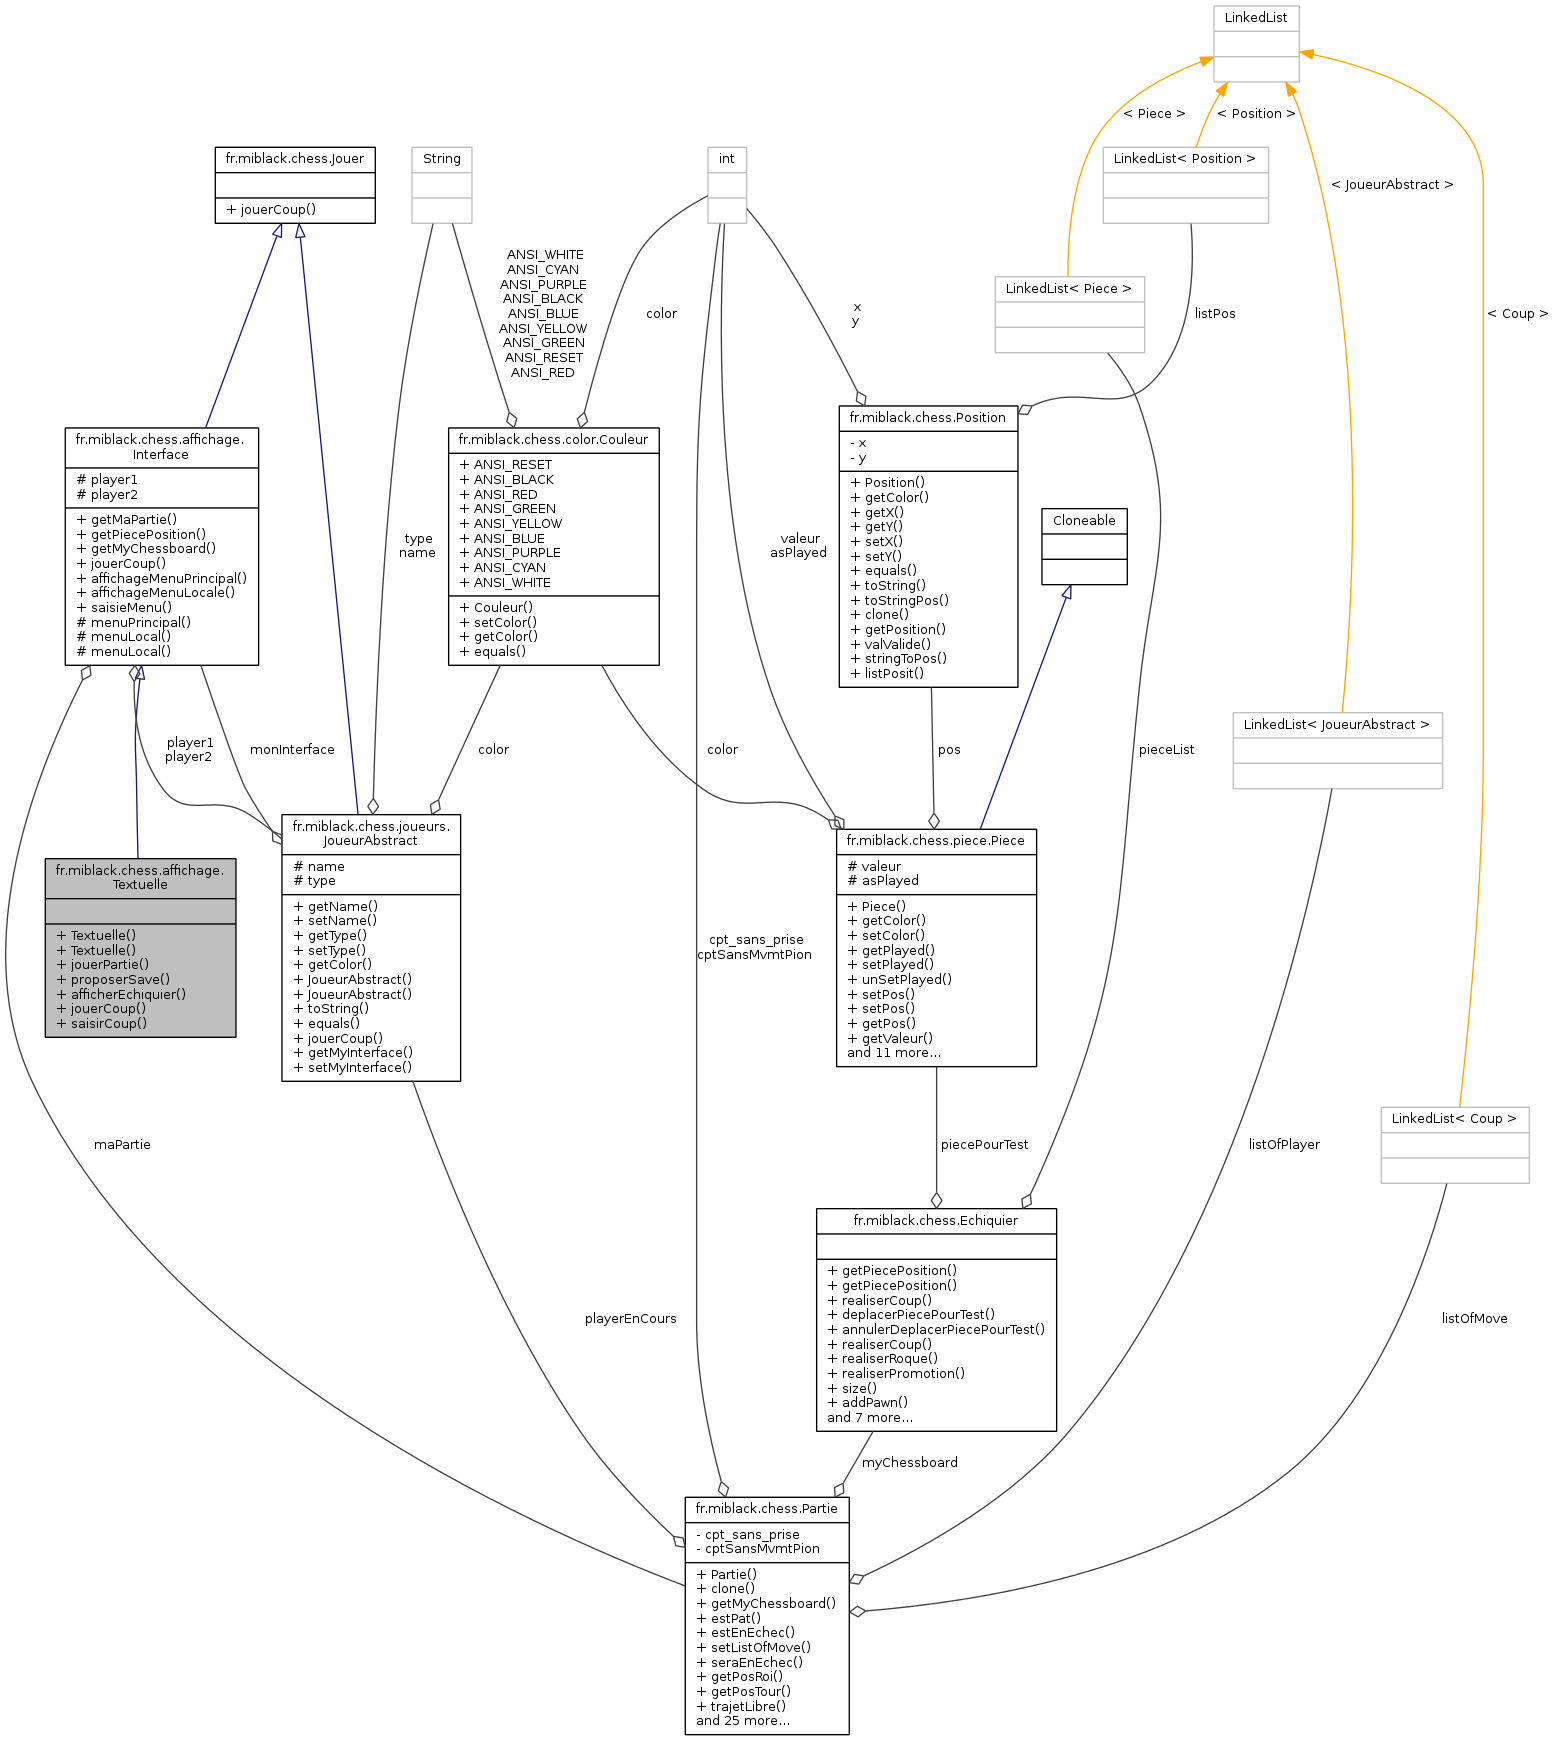 LinkedList
< Piece >
< Position >
fr.miblack.chess.Jouer
+ jouerCoup()
String
int
LinkedList< Position >
< JoueurAbstract >
ANSI_WHITE
ANSI_CYAN
ANSI_PURPLE
ANSI_BLACK
ANSI_BLUE
ANSI_YELLOW
ANSI_GREEN
ANSI_RESET
ANSI_RED
color
x
y
LinkedList< Piece >
listPos
< Coup >
fr.miblack.chess.affichage.
Interface
# player1
# player2
+ getMaPartie()
+ getPiecePosition()
+ getMyChessboard()
+ jouerCoup()
+ affichageMenuPrincipal()
+ affichageMenuLocale()
+ saisieMenu()
# menuPrincipal()
# menuLocal()
# menuLocal()
type
name
fr.miblack.chess.color.Couleur
+ ANSI_RESET
+ ANSI_BLACK
+ ANSI_RED
+ ANSI_GREEN
+ ANSI_YELLOW
+ ANSI_BLUE
+ ANSI_PURPLE
+ ANSI_CYAN
+ ANSI_WHITE
+ Couleur()
+ setColor()
+ getColor()
+ equals()
valeur
asPlayed
fr.miblack.chess.Position
- x
- y
+ Position()
+ getColor()
+ getX()
+ getY()
+ setX()
+ setY()
+ equals()
+ toString()
+ toStringPos()
+ clone()
+ getPosition()
+ valValide()
+ stringToPos()
+ listPosit()
Cloneable
player1
player2
monInterface
color
color
pos
pieceList
LinkedList< JoueurAbstract >
fr.miblack.chess.affichage.
Textuelle
+ Textuelle()
+ Textuelle()
+ jouerPartie()
+ proposerSave()
+ afficherEchiquier()
+ jouerCoup()
+ saisirCoup()
fr.miblack.chess.joueurs.
JoueurAbstract
# name
# type
+ getName()
+ setName()
+ getType()
+ setType()
+ getColor()
+ JoueurAbstract()
+ JoueurAbstract()
+ toString()
+ equals()
+ jouerCoup()
+ getMyInterface()
+ setMyInterface()
cpt_sans_prise
cptSansMvmtPion
fr.miblack.chess.piece.Piece
# valeur
# asPlayed
+ Piece()
+ getColor()
+ setColor()
+ getPlayed()
+ setPlayed()
+ unSetPlayed()
+ setPos()
+ setPos()
+ getPos()
+ getValeur()
and 11 more...
maPartie
piecePourTest
listOfPlayer
LinkedList< Coup >
playerEnCours
fr.miblack.chess.Echiquier
+ getPiecePosition()
+ getPiecePosition()
+ realiserCoup()
+ deplacerPiecePourTest()
+ annulerDeplacerPiecePourTest()
+ realiserCoup()
+ realiserRoque()
+ realiserPromotion()
+ size()
+ addPawn()
and 7 more...
listOfMove
myChessboard
fr.miblack.chess.Partie
- cpt_sans_prise
- cptSansMvmtPion
+ Partie()
+ clone()
+ getMyChessboard()
+ estPat()
+ estEnEchec()
+ setListOfMove()
+ seraEnEchec()
+ getPosRoi()
+ getPosTour()
+ trajetLibre()
and 25 more...